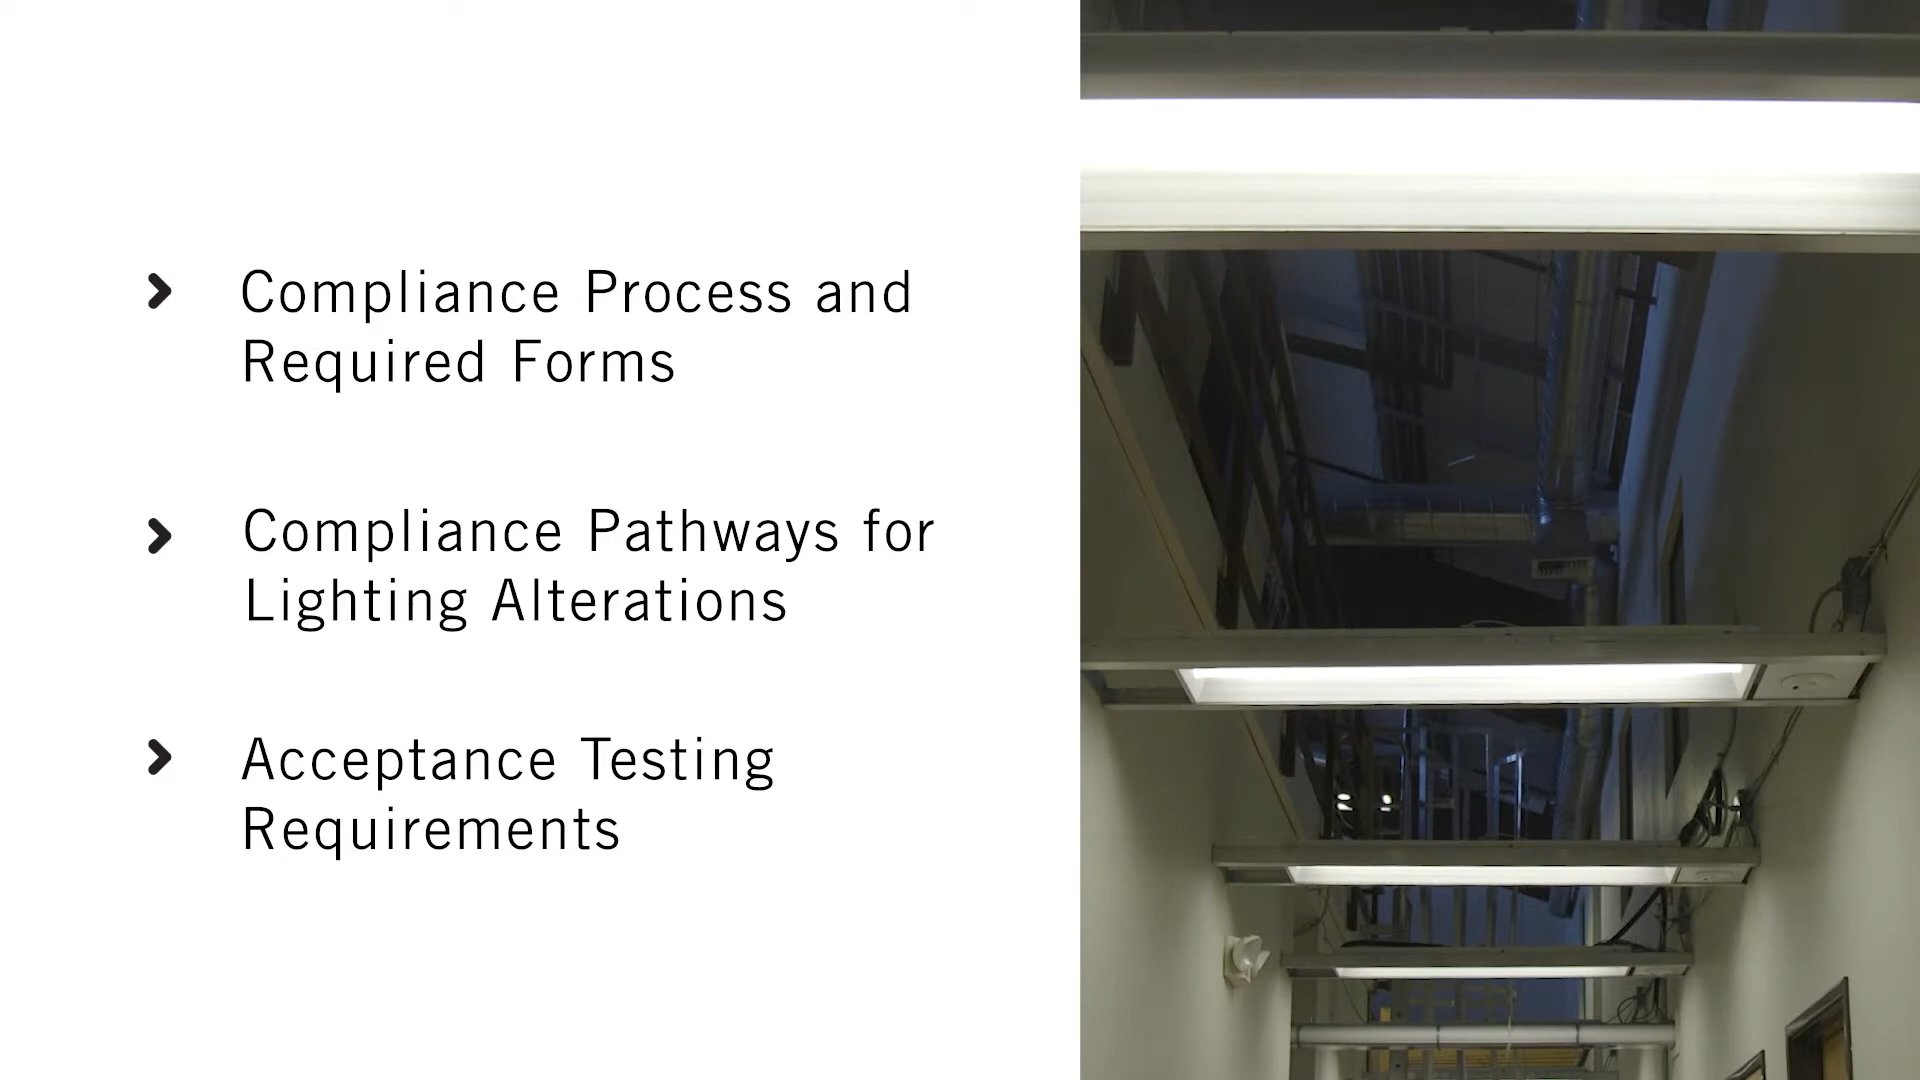 Compliance Process and
Required Forms
Compliance Pathways for
Lighting Alterations
Acceptance Testing
Requirements